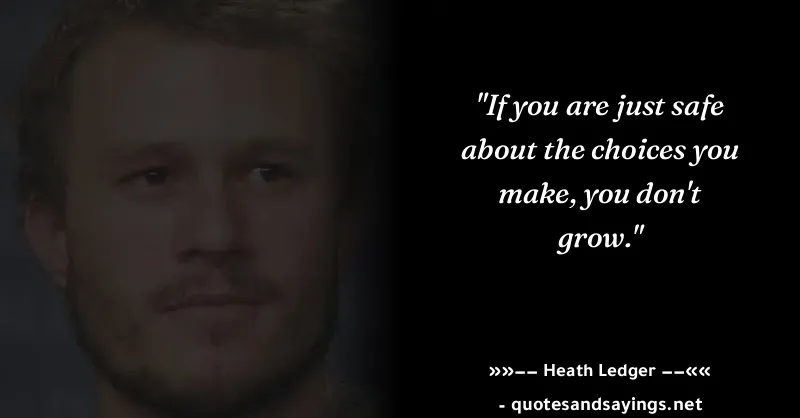 "If you are just safe
about the choices you
make, you don't
grow."
»»–– Heath Ledger ––««
- quotesandsayings.net